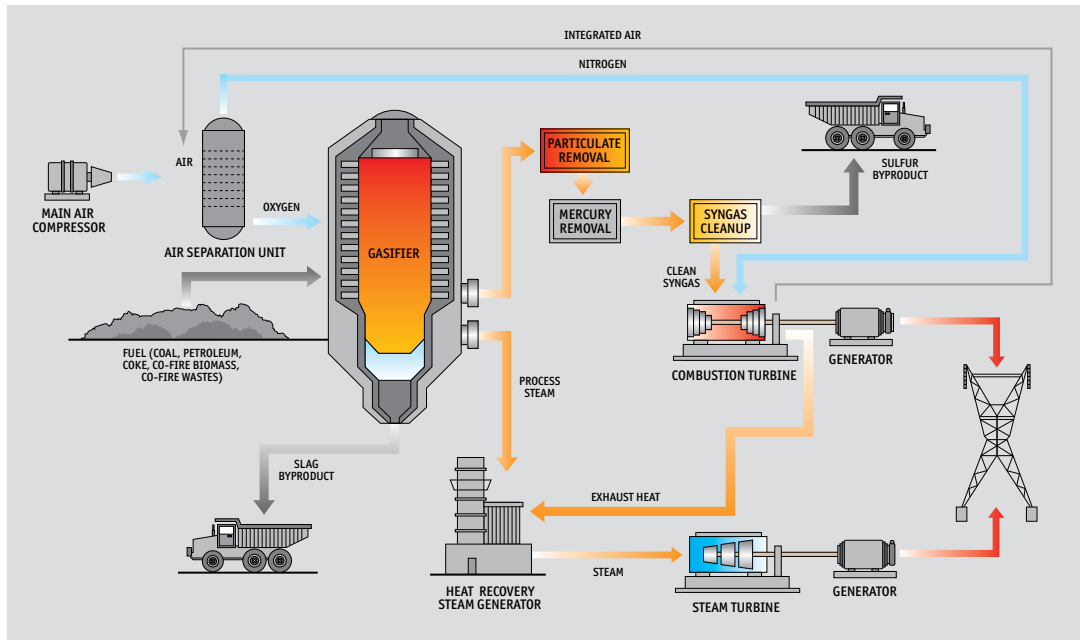 INTEGRATED AIR
NITROGEN
AIR
MAIN AIR
COMPRESSOR
OXYGEN
AIR SEPARATION UNIT
GASIFIER
PARTICULATE
REMOVAL
MERCURY
REMOVAL
SYNGAS
CLEANUP
SULFUR
BYPRODUCT
CLEAN
SYNGAS
FUEL (COAL, PETROLEUM,
COKE, CO-FIRE BIOMASS,
CO-FIRE WASTES)
COMBUSTION TURBINE
GENERATOR
PROCESS
STEAM
SLAG
BYPRODUCT
EXHAUST HEAT
HEAT RECOVERY
STEAM GENERATOR
STEAM
STEAM TURBINE
GENERATOR